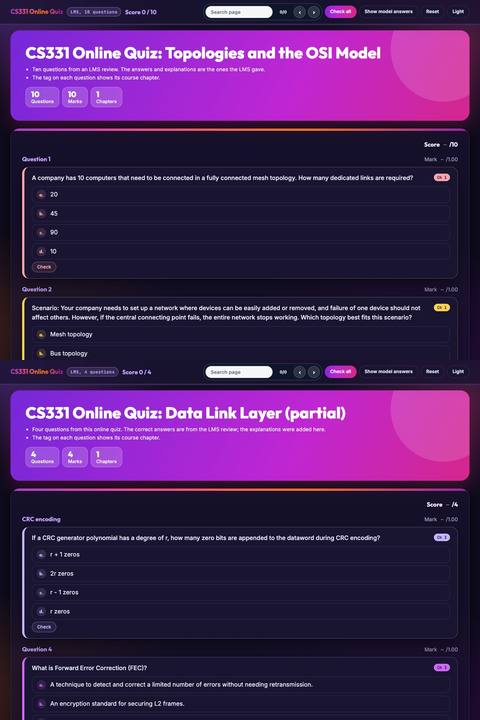 CS331 Online Quiz LMS, 10 questions Score 0 / 10 Search page 0/0 ‹ › Check all Show model answers Reset Light
CS331 Online Quiz: Topologies and the OSI Model
• Ten questions from an LMS review. The answers and explanations are the ones the LMS gave.
• The tag on each question shows its course chapter.
10 Questions
10 Marks
1 Chapters
Score – /10
Question 1 Mark – /1.00
A company has 10 computers that need to be connected in a fully connected mesh topology. How many dedicated links are required? Ch 1
a. 20
b. 45
c. 90
d. 10
Check
Question 2 Mark – /1.00
Scenario: Your company needs to set up a network where devices can be easily added or removed, and failure of one device should not Ch 1
affect others. However, if the central connecting point fails, the entire network stops working. Which topology best fits this scenario?
a. Mesh topology
b. Bus topology
CS331 Online Quiz LMS, 4 questions Score 0 / 4 Search page 0/0 ‹ › Check all Show model answers Reset Light
CS331 Online Quiz: Data Link Layer (partial)
• Four questions from this online quiz. The correct answers are from the LMS review; the explanations were added here.
• The tag on each question shows its course chapter.
4 Questions
4 Marks
1 Chapters
Score – /4
CRC encoding Mark – /1.00
If a CRC generator polynomial has a degree of r, how many zero bits are appended to the dataword during CRC encoding? Ch 3
a. r + 1 zeros
b. 2r zeros
c. r - 1 zeros
d. r zeros
Check
Question 4 Mark – /1.00
What is Forward Error Correction (FEC)? Ch 3
a. A technique to detect and correct a limited number of errors without needing retransmission.
b. An encryption standard for securing L2 frames.